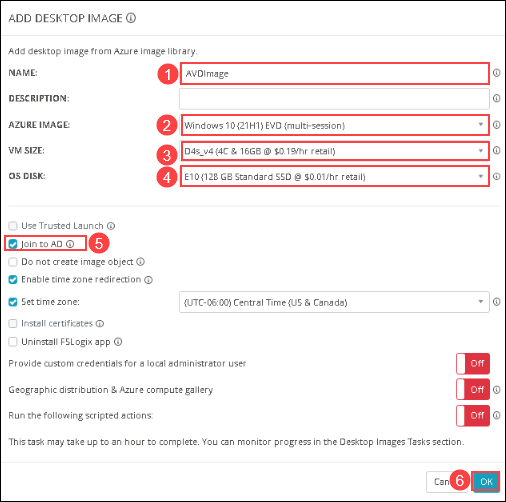 ADD DESKTOP IMAGE
Add desktop image from Azure image library.
NAME: 1 AVDImage
DESCRIPTION:
AZURE IMAGE: 2 Windows 10 (21H1) EVD (multi-session)
VM SIZE: 3 D4s_v4 (4C & 16GB @ $0.19/hr retail)
OS DISK: 4 E10 (128 GB Standard SSD @ $0.01/hr retail)
Use Trusted Launch
Join to AD 5
Do not create image object
Enable time zone redirection
Set time zone: (UTC-06:00) Central Time (US & Canada)
Install certificates
Uninstall FSLogix app
Provide custom credentials for a local administrator user Off
Geographic distribution & Azure compute gallery Off
Run the following scripted actions: Off
This task may take up to an hour to complete. You can monitor progress in the Desktop Images Tasks section.
6 OK